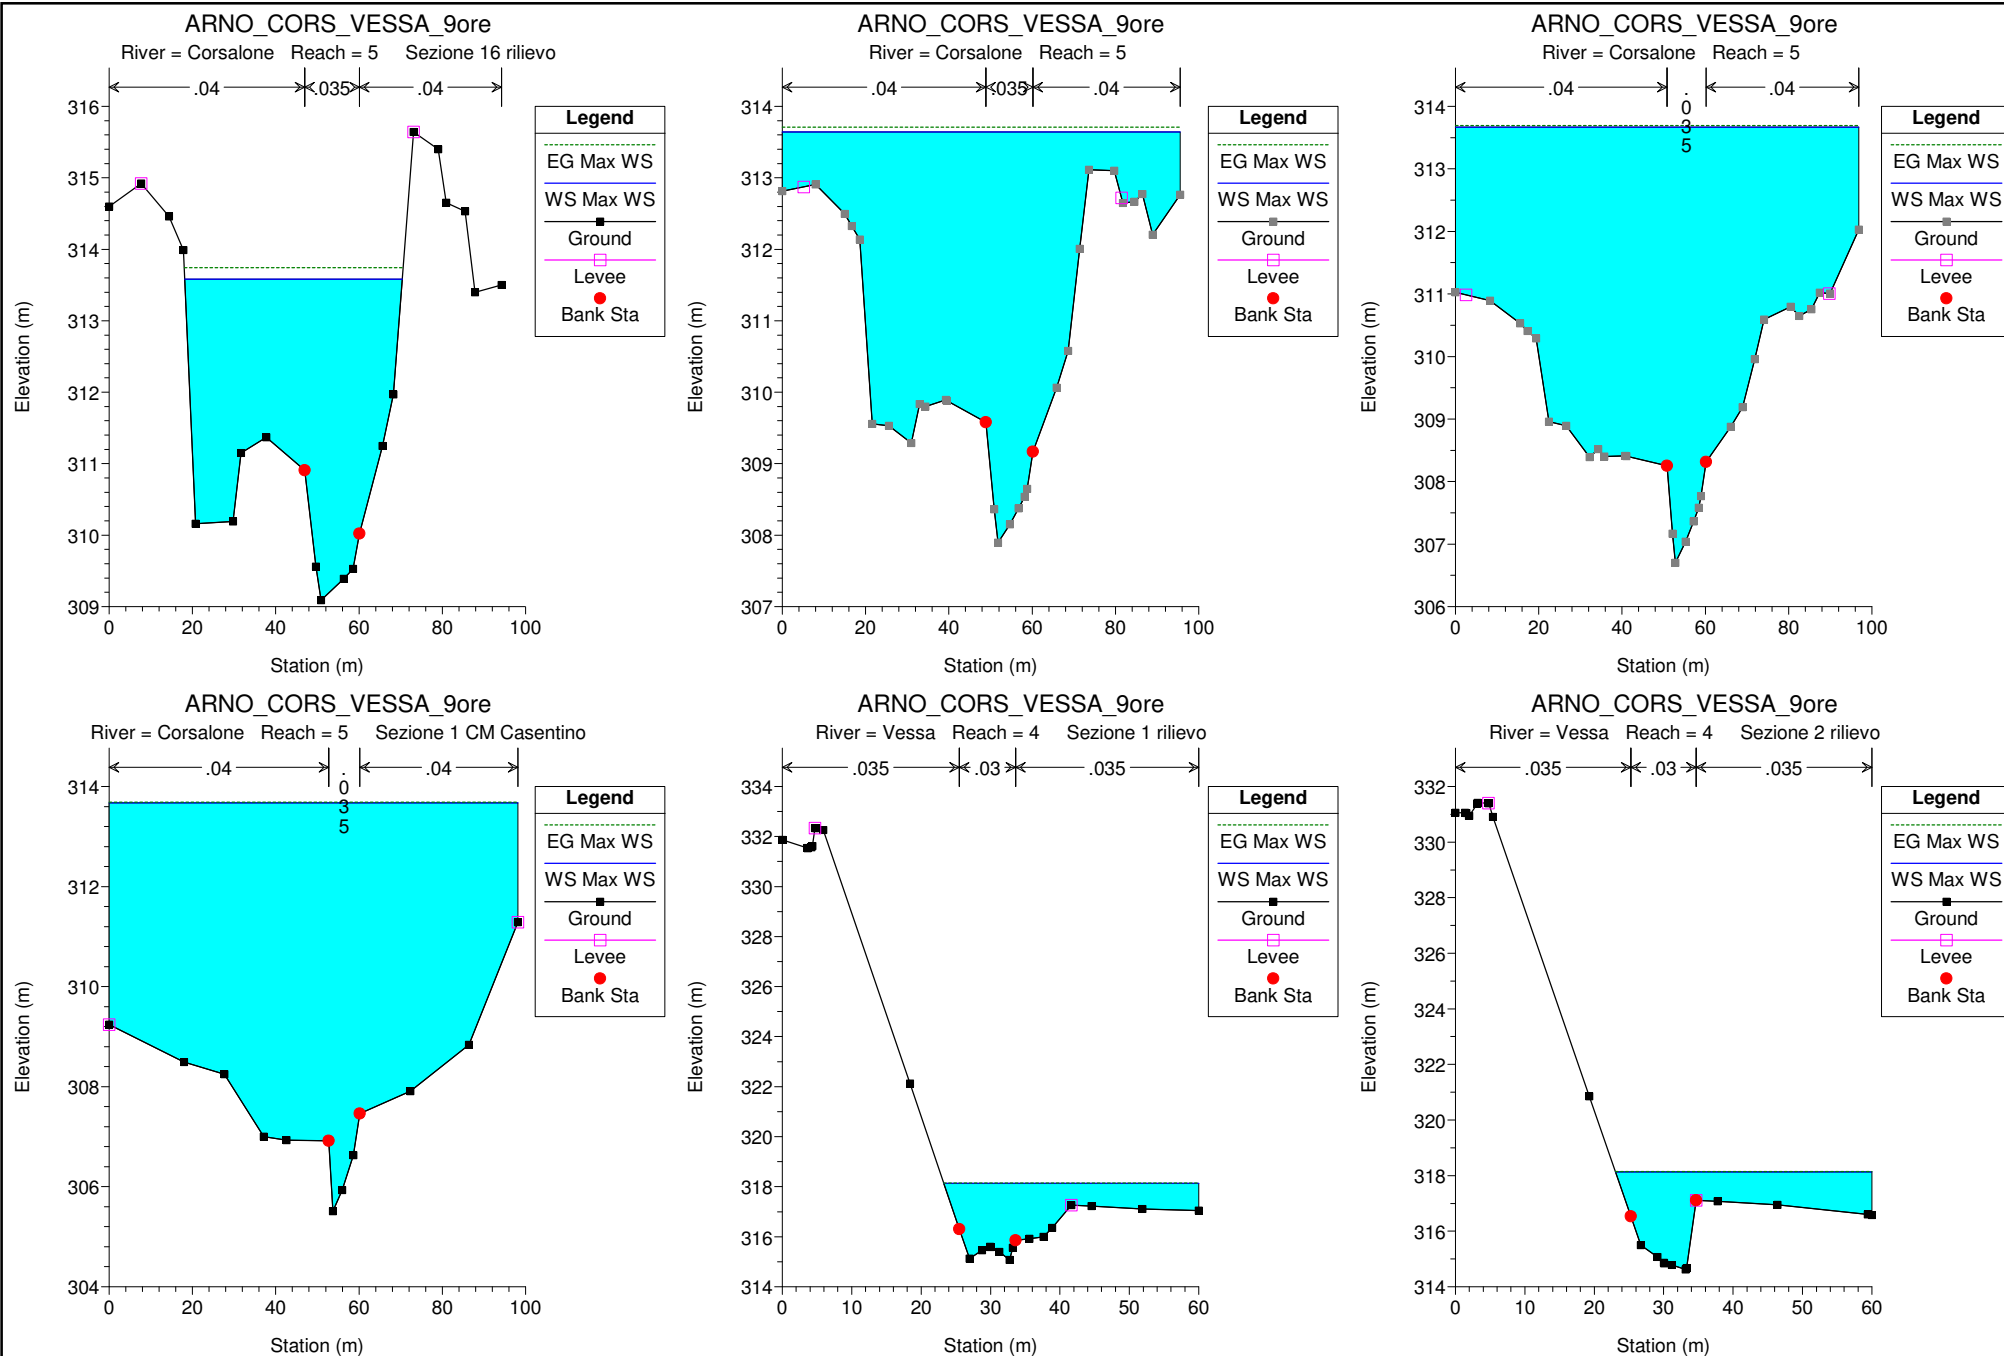 ARNO_CORS_VESSA_9ore
River = Corsalone Reach = 5 Sezione 16 rilievo
.04 .035 .04
Elevation (m)
316
315
314
313
312
311
310
309
0 20 40 60 80 100
Station (m)
Legend
EG Max WS
WS Max WS
Ground
Levee
Bank Sta
ARNO_CORS_VESSA_9ore
River = Corsalone Reach = 5
.04 .035 .04
Elevation (m)
314
313
312
311
310
309
308
307
0 20 40 60 80 100
Station (m)
Legend
EG Max WS
WS Max WS
Ground
Levee
Bank Sta
ARNO_CORS_VESSA_9ore
River = Corsalone Reach = 5
.04 .035 .04
Elevation (m)
314
313
312
311
310
309
308
307
306
0 20 40 60 80 100
Station (m)
Legend
EG Max WS
WS Max WS
Ground
Levee
Bank Sta
ARNO_CORS_VESSA_9ore
River = Corsalone Reach = 5 Sezione 1 CM Casentino
.04 .035 .04
Elevation (m)
314
312
310
308
306
304
0 20 40 60 80 100
Station (m)
Legend
EG Max WS
WS Max WS
Ground
Levee
Bank Sta
ARNO_CORS_VESSA_9ore
River = Vessa Reach = 4 Sezione 1 rilievo
.035 .03 .035
Elevation (m)
334
332
330
328
326
324
322
320
318
316
314
0 10 20 30 40 50 60
Station (m)
Legend
EG Max WS
WS Max WS
Ground
Levee
Bank Sta
ARNO_CORS_VESSA_9ore
River = Vessa Reach = 4 Sezione 2 rilievo
.035 .03 .035
Elevation (m)
332
330
328
326
324
322
320
318
316
314
0 10 20 30 40 50 60
Station (m)
Legend
EG Max WS
WS Max WS
Ground
Levee
Bank Sta